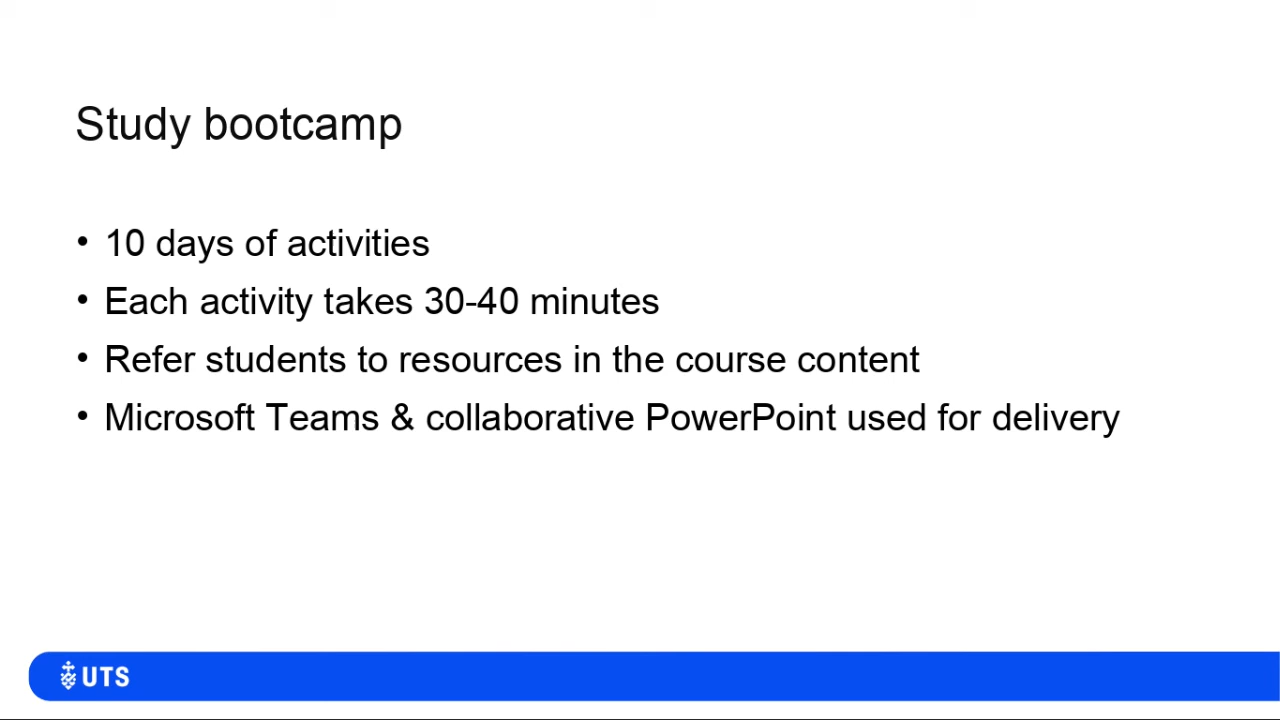 Study bootcamp
• 10 days of activities
• Each activity takes 30-40 minutes
• Refer students to resources in the course content
• Microsoft Teams & collaborative PowerPoint used for delivery
UTS